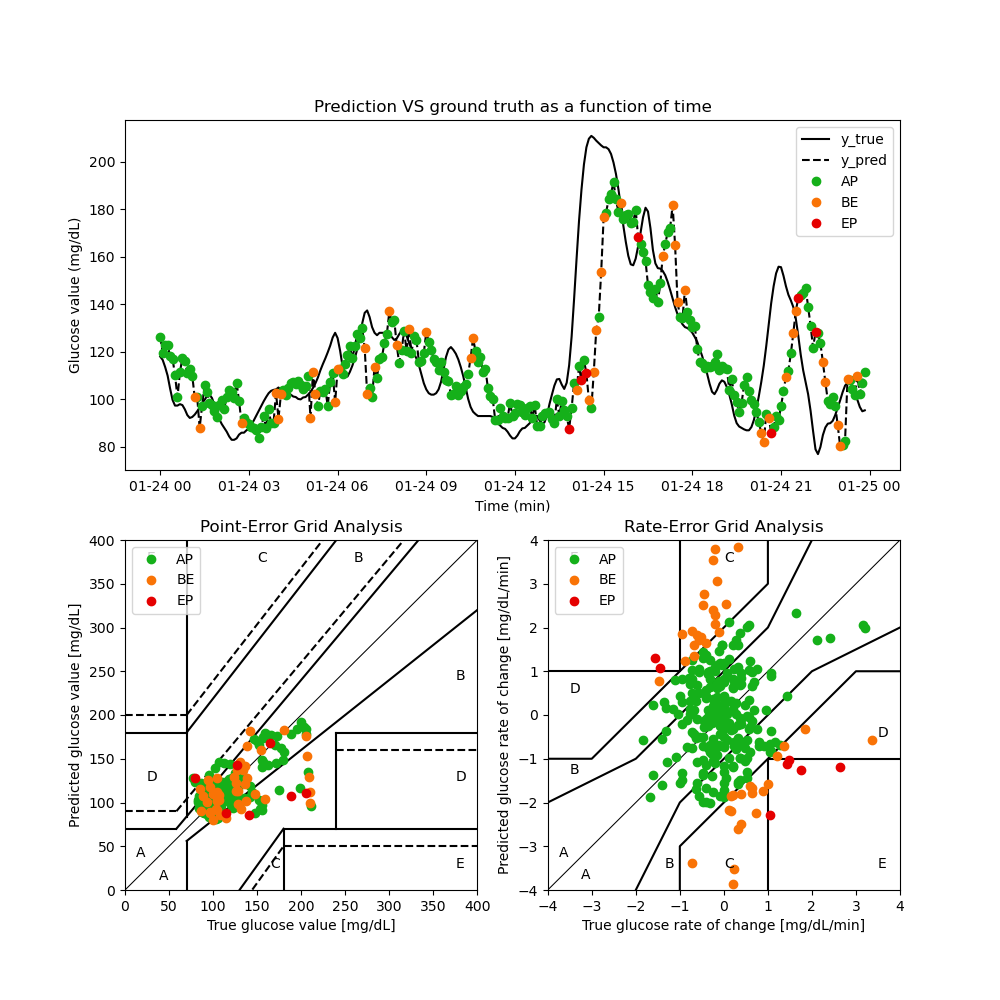 Prediction VS ground truth as a function of time
Glucose value (mg/dL)
200
180
160
140
120
100
80
y_true
y_pred
AP
BE
EP
01-24 00 01-24 03 01-24 06 01-24 09 01-24 12 01-24 15 01-24 18 01-24 21 01-25 00
Time (min)
Point-Error Grid Analysis
Predicted glucose value [mg/dL]
400
350
300
250
200
150
100
50
0
AP
BE
EP
C B
B
D D
A
A C E
0 50 100 150 200 250 300 350 400
True glucose value [mg/dL]
Rate-Error Grid Analysis
Predicted glucose rate of change [mg/dL/min]
4
3
2
1
0
−1
−2
−3
−4
AP
BE
EP
C
D
D
B
A
A B C E
−4 −3 −2 −1 0 1 2 3 4
True glucose rate of change [mg/dL/min]